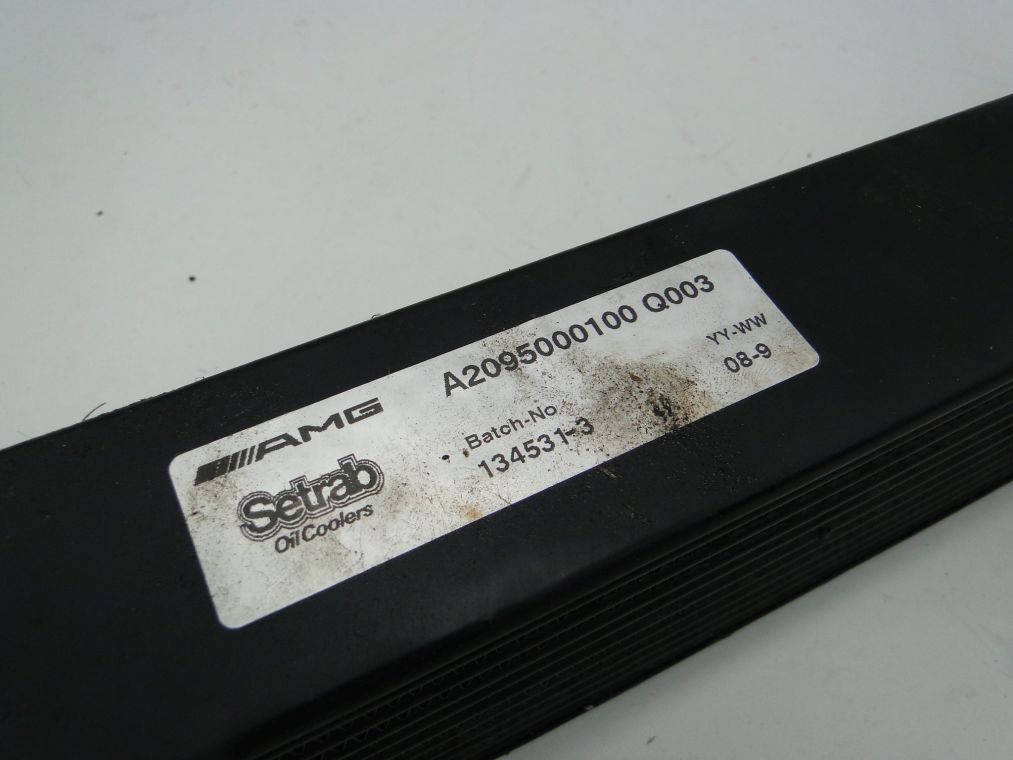 AMG
A2095000100 Q003
Setrab
Oil Coolers
Batch-No
134531-3
YY-WW
08-9